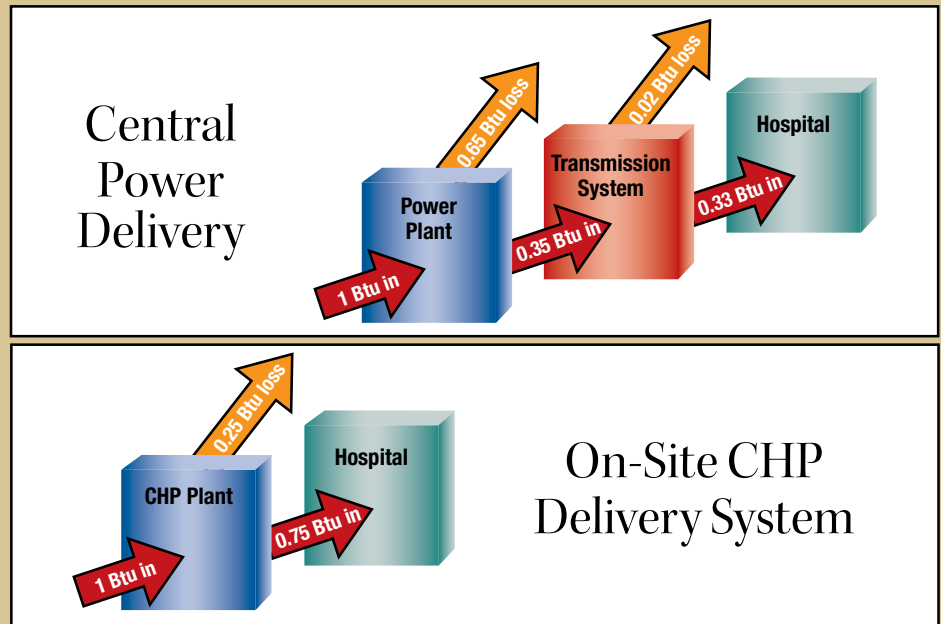 Central
Power
Delivery
1 Btu in
Power
Plant
0.65 Btu loss
0.35 Btu in
Transmission
System
0.02 Btu loss
0.33 Btu in
Hospital
1 Btu in
CHP Plant
0.25 Btu loss
0.75 Btu in
Hospital
On-Site CHP
Delivery System